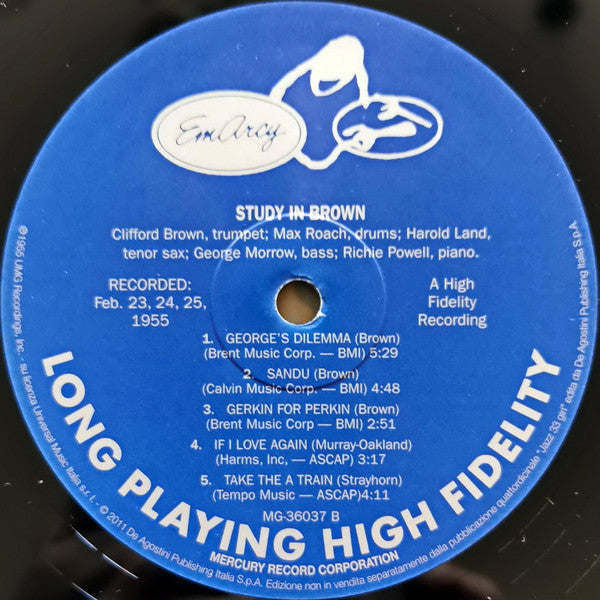 EmArcy
STUDY IN BROWN
Clifford Brown, trumpet; Max Roach, drums; Harold Land,
tenor sax; George Morrow, bass; Richie Powell, piano.
RECORDED:
Feb. 23, 24, 25,
1955
A High
Fidelity
Recording
1. GEORGE'S DILEMMA (Brown)
(Brent Music Corp. — BMI) 5:29
2. SANDU (Brown)
(Calvin Music Corp. — BMI) 4:48
3. GERKIN FOR PERKIN (Brown)
(Brent Music Corp. — BMI) 2:51
4. IF I LOVE AGAIN (Murray-Oakland)
(Harms, Inc, — ASCAP) 3:17
5. TAKE THE A TRAIN (Strayhorn)
(Tempo Music — ASCAP)4:11
MG-36037 B
LONG PLAYING HIGH FIDELITY
MERCURY RECORD CORPORATION
℗1955 UMG Recordings, Inc. - su licenza Universal Music Italia s.r.l. © 2011 De Agostini Publishing Italia S.p.A. Edizione non in vendita separatamente dalla pubblicazione quattordicinale "Jazz 33 giri" edita da De Agostini Publishing Italia S.p.A.